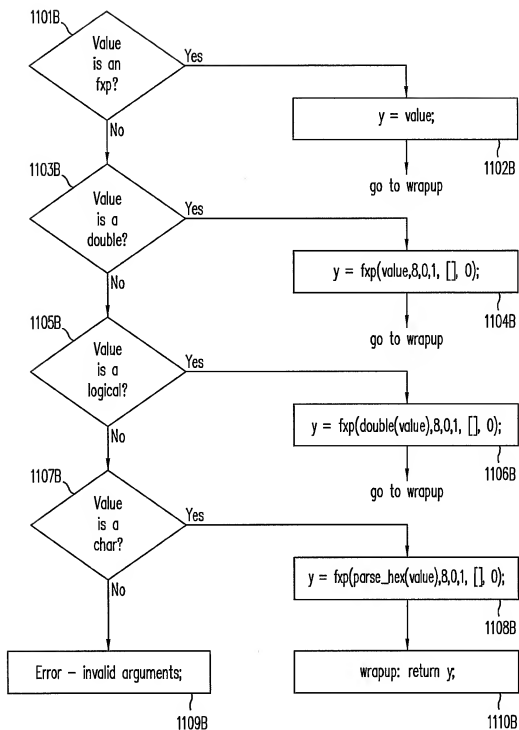 1101B
Value
is an
fxp?
Yes
No
y = value;
1102B
go to wrapup
1103B
Value
is a
double?
Yes
No
y = fxp(value,8,0,1, [], 0);
1104B
go to wrapup
1105B
Value
is a
logical?
Yes
No
y = fxp(double(value),8,0,1, [], 0);
1106B
go to wrapup
1107B
Value
is a
char?
Yes
No
y = fxp(parse_hex(value),8,0,1, [], 0);
1108B
Error – invalid arguments;
1109B
wrapup: return y;
1110B